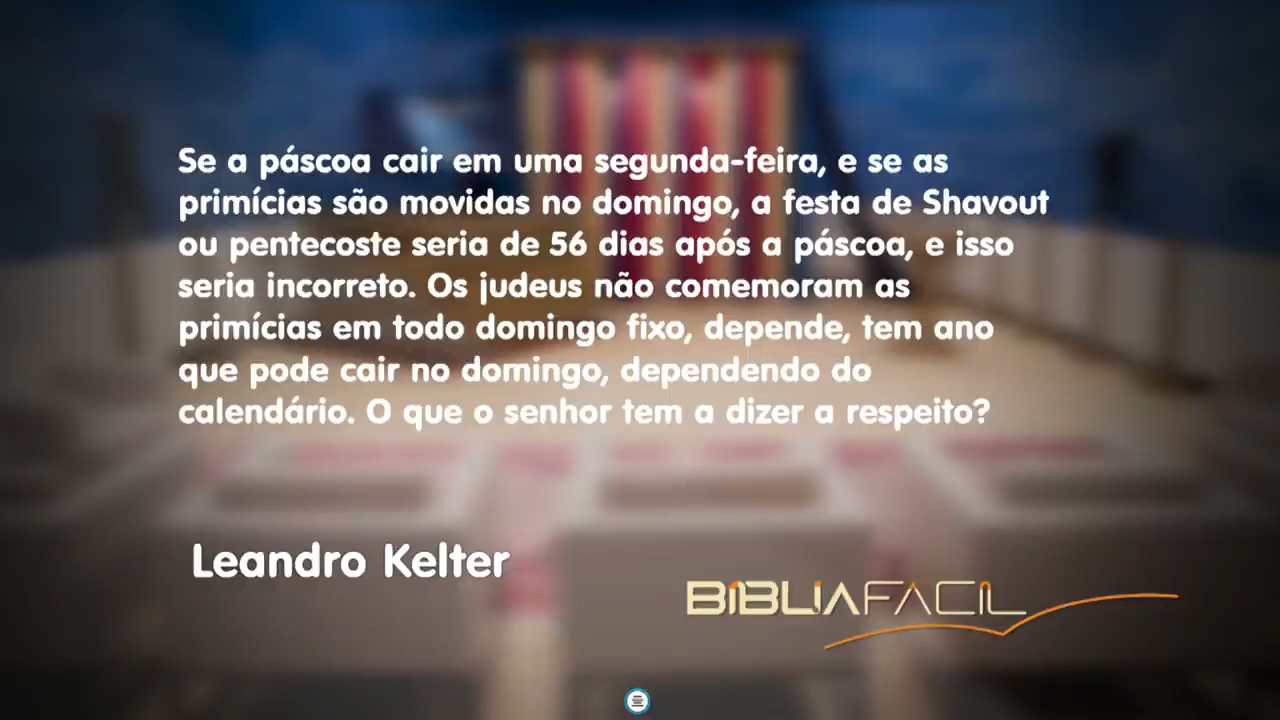 Se a páscoa cair em uma segunda-feira, e se as
primícias são movidas no domingo, a festa de Shavout
ou pentecoste seria de 56 dias após a páscoa, e isso
seria incorreto. Os judeus não comemoram as
primícias em todo domingo fixo, depende, tem ano
que pode cair no domingo, dependendo do
calendário. O que o senhor tem a dizer a respeito?
Leandro Kelter
BÍBLIAFACIL